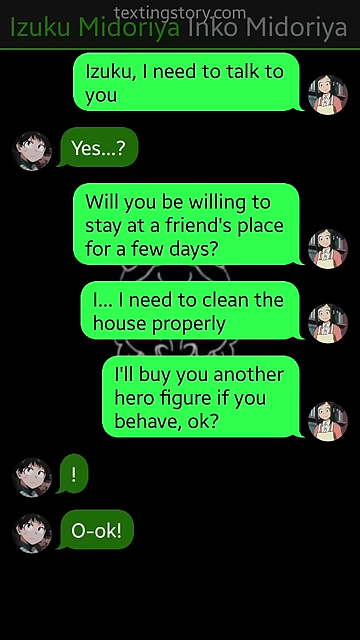 textingstory.com
Izuku Midoriya Inko Midoriya
Izuku, I need to talk to
you
Yes...?
Will you be willing to
stay at a friend's place
for a few days?
I... I need to clean the
house properly
I'll buy you another
hero figure if you
behave, ok?
!
O-ok!